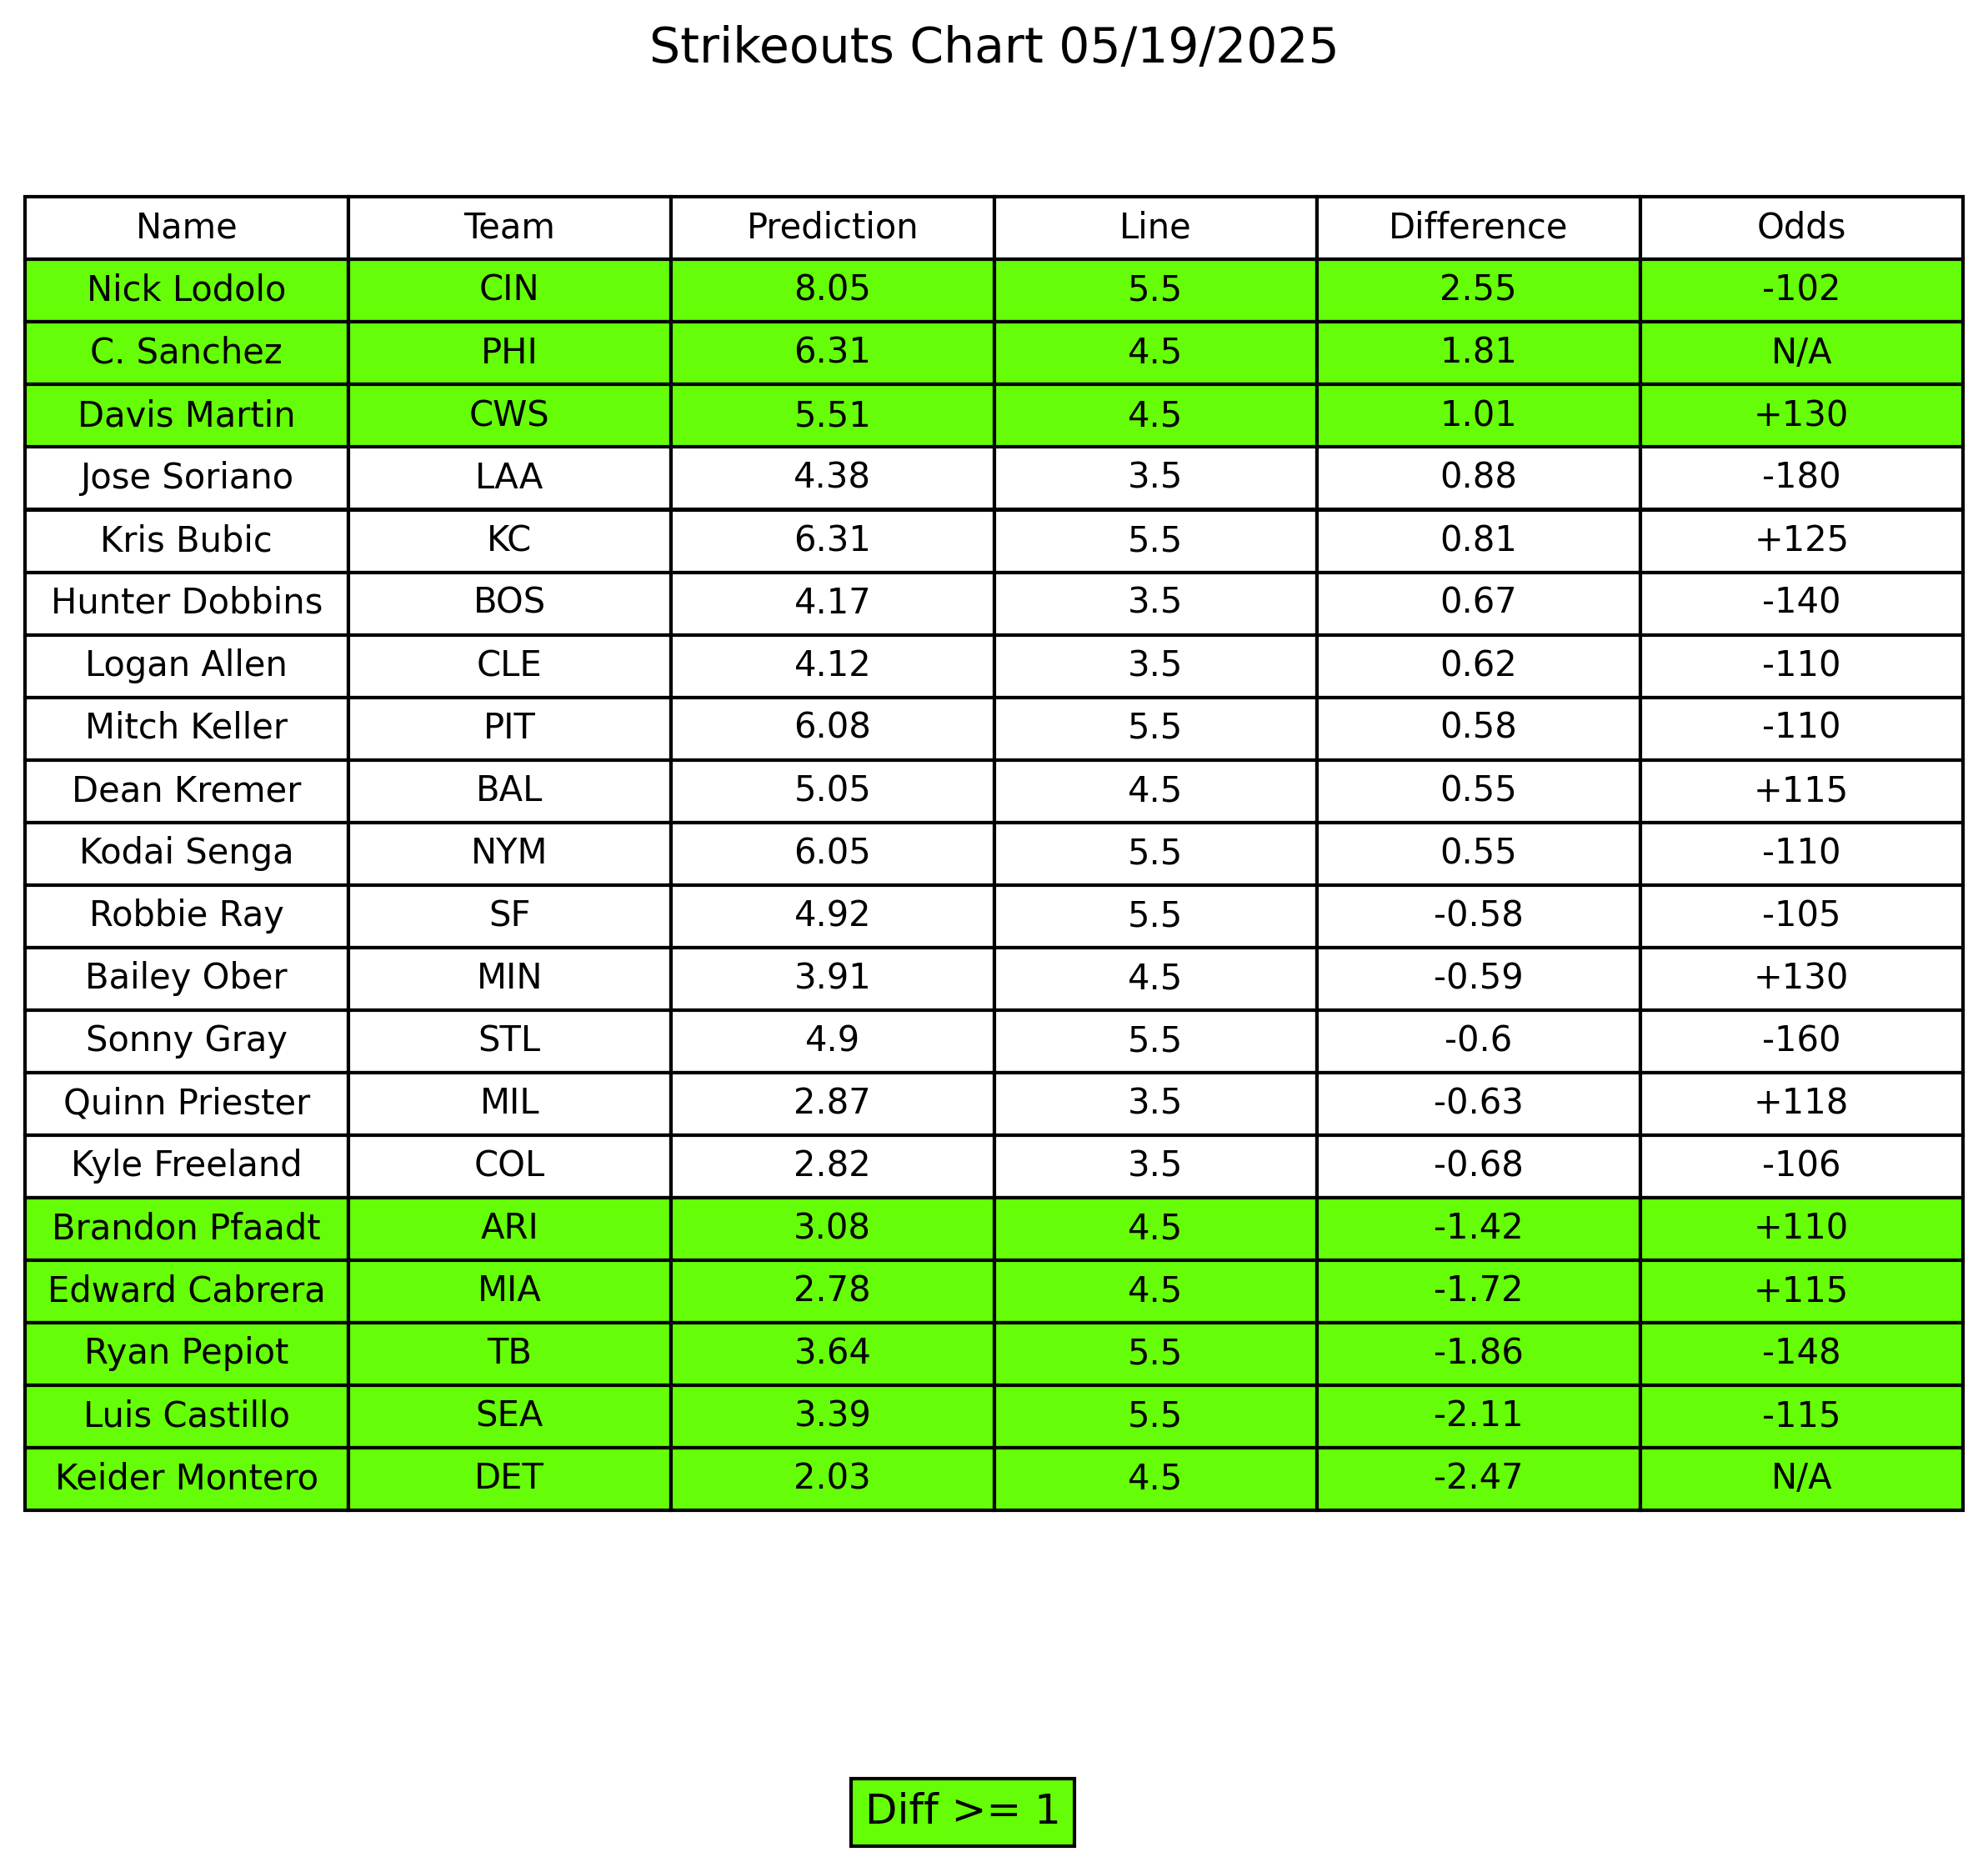 Strikeouts Chart 05/19/2025
Name Team Prediction Line Difference Odds
Nick Lodolo CIN 8.05 5.5 2.55 -102
C. Sanchez PHI 6.31 4.5 1.81 N/A
Davis Martin CWS 5.51 4.5 1.01 +130
Jose Soriano LAA 4.38 3.5 0.88 -180
Kris Bubic KC 6.31 5.5 0.81 +125
Hunter Dobbins BOS 4.17 3.5 0.67 -140
Logan Allen CLE 4.12 3.5 0.62 -110
Mitch Keller PIT 6.08 5.5 0.58 -110
Dean Kremer BAL 5.05 4.5 0.55 +115
Kodai Senga NYM 6.05 5.5 0.55 -110
Robbie Ray SF 4.92 5.5 -0.58 -105
Bailey Ober MIN 3.91 4.5 -0.59 +130
Sonny Gray STL 4.9 5.5 -0.6 -160
Quinn Priester MIL 2.87 3.5 -0.63 +118
Kyle Freeland COL 2.82 3.5 -0.68 -106
Brandon Pfaadt ARI 3.08 4.5 -1.42 +110
Edward Cabrera MIA 2.78 4.5 -1.72 +115
Ryan Pepiot TB 3.64 5.5 -1.86 -148
Luis Castillo SEA 3.39 5.5 -2.11 -115
Keider Montero DET 2.03 4.5 -2.47 N/A
Diff >= 1